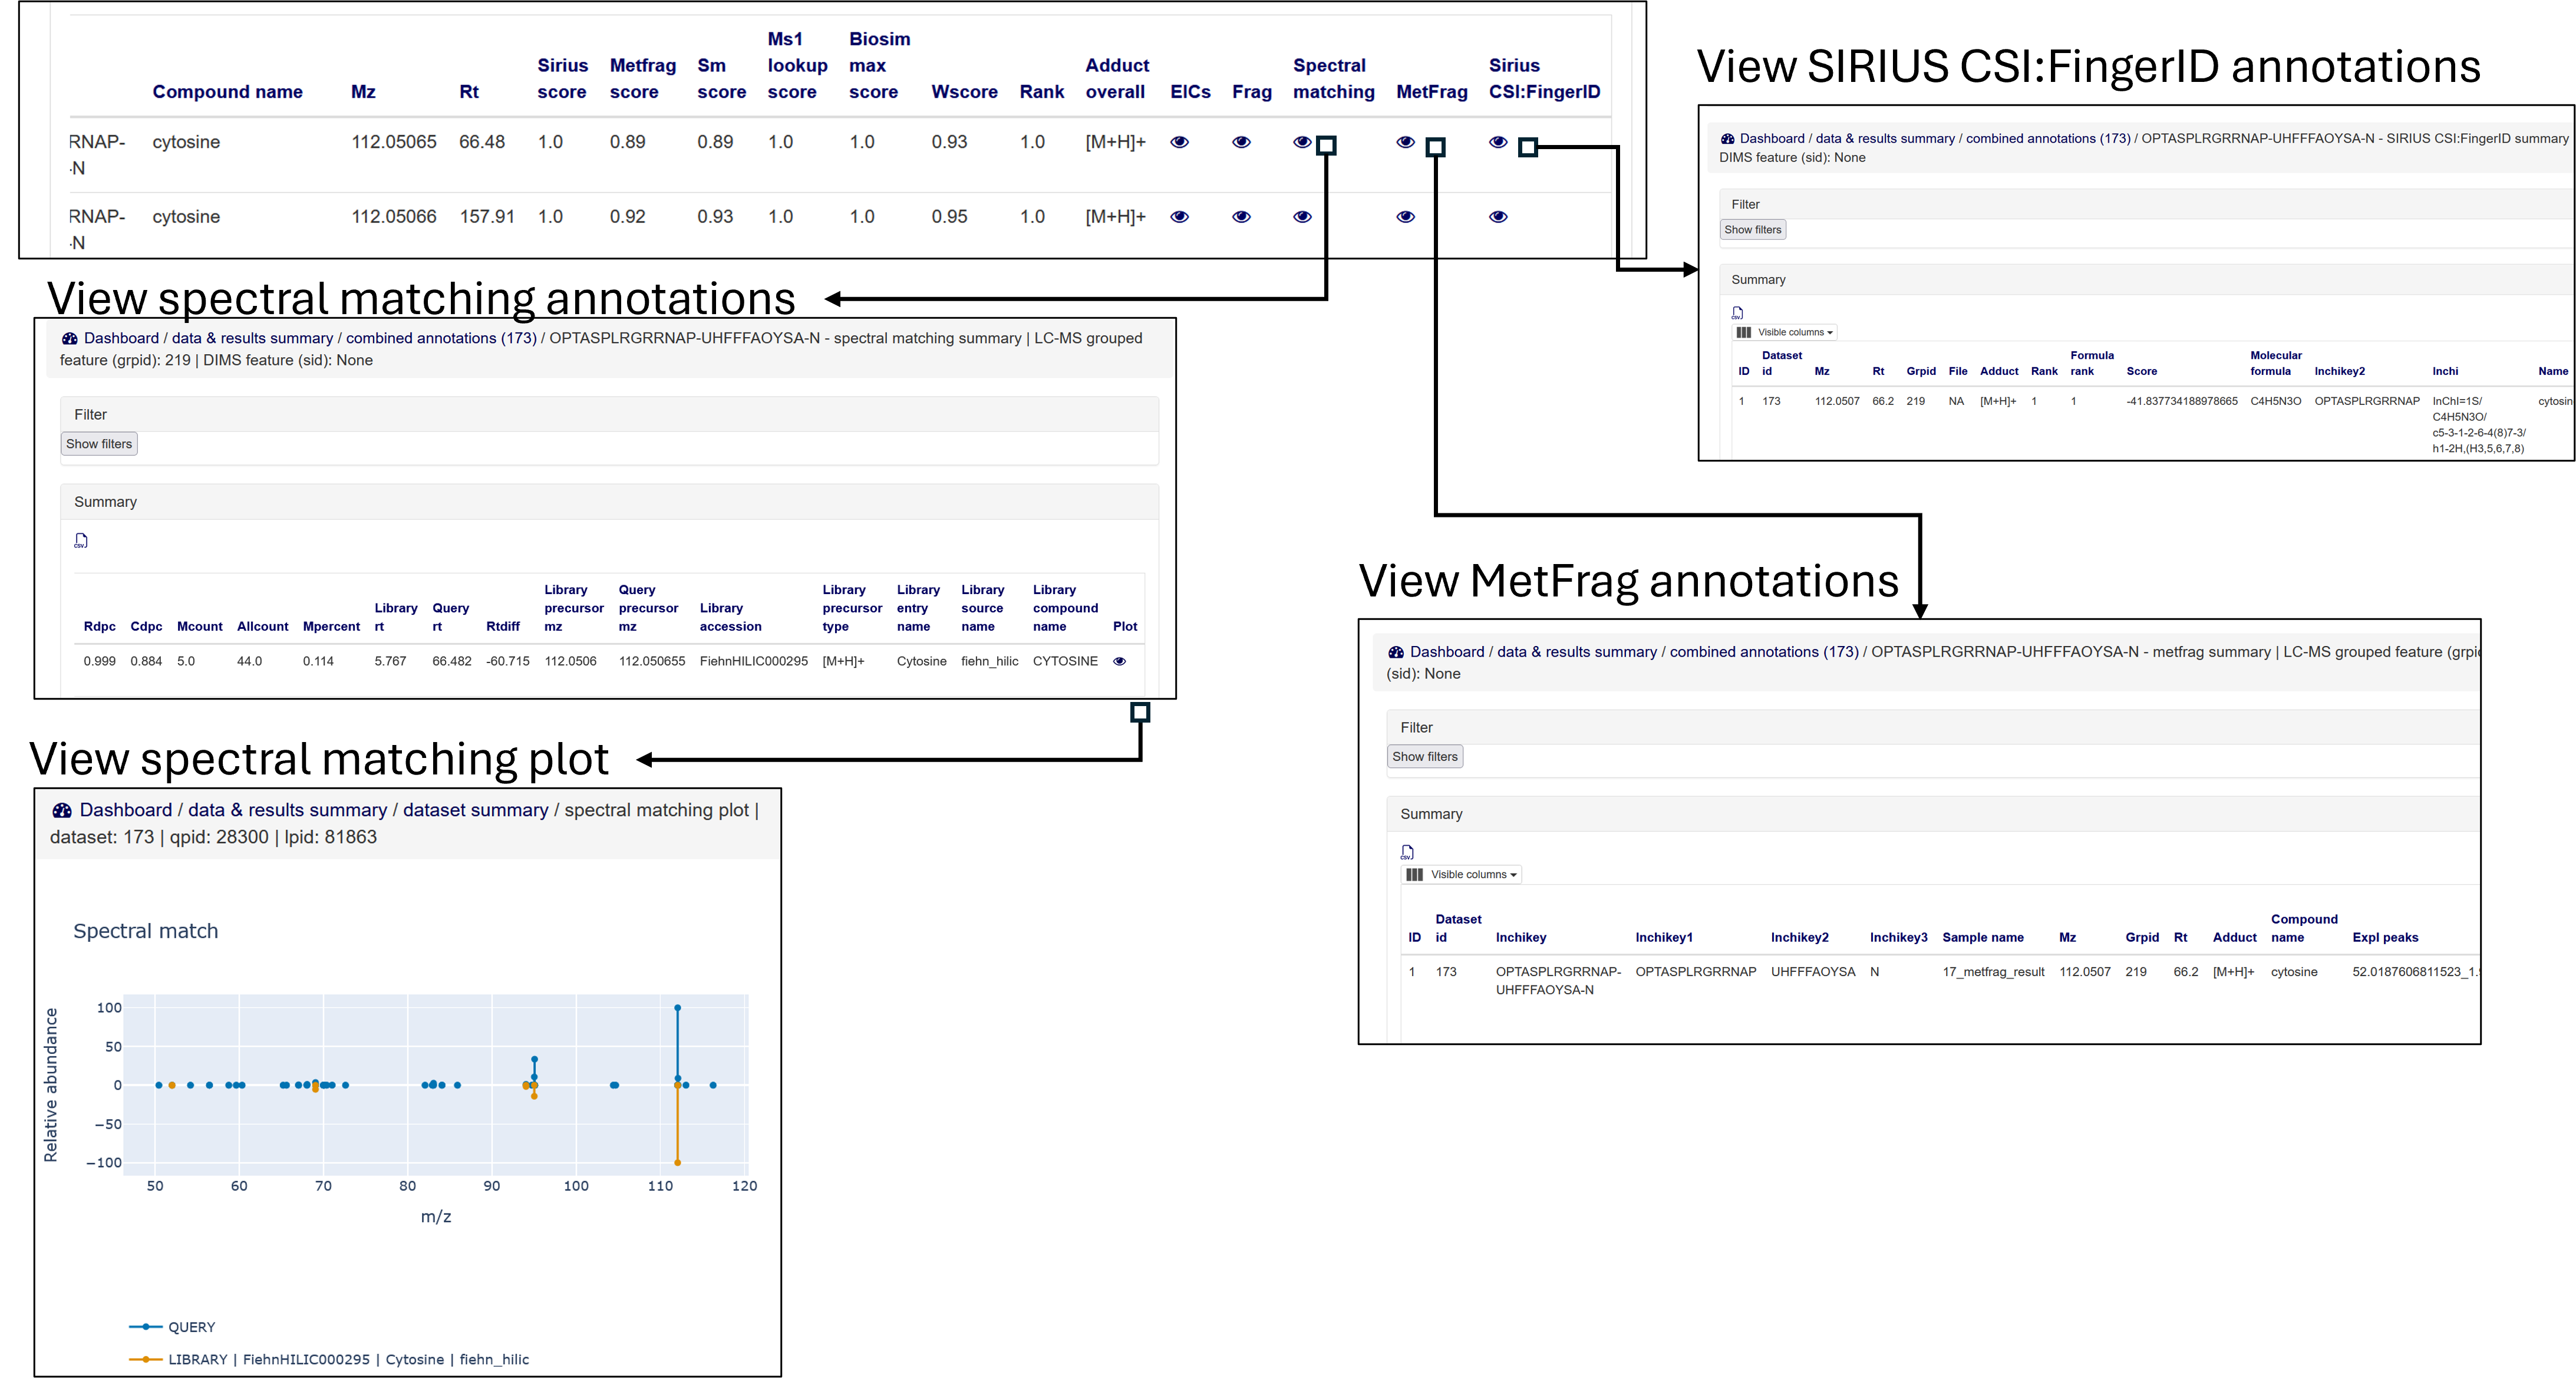 Compound name Mz Rt Sirius score Metfrag score Sm score Ms1 lookup score Biosim max score Wscore Rank Adduct overall EICs Frag Spectral matching MetFrag Sirius CSI:FingerID
RNAP- cytosine 112.05065 66.48 1.0 0.89 0.89 1.0 1.0 0.93 1.0 [M+H]+
-N
RNAP- cytosine 112.05066 157.91 1.0 0.92 0.93 1.0 1.0 0.95 1.0 [M+H]+
-N
View SIRIUS CSI:FingerID annotations
Dashboard / data & results summary / combined annotations (173) / OPTASPLRGRRNAP-UHFFFAOYSA-N - SIRIUS CSI:FingerID summary
DIMS feature (sid): None
Filter
Show filters
Summary
CSV
Visible columns
ID Dataset id Mz Rt Grpid File Adduct Rank Formula rank Score Molecular formula Inchikey2 Inchi Name
1 173 112.0507 66.2 219 NA [M+H]+ 1 1 -41.837734188978665 C4H5N3O OPTASPLRGRRNAP InChI=1S/ cytosin
C4H5N3O/
c5-3-1-2-6-4(8)7-3/
h1-2H,(H3,5,6,7,8)
View spectral matching annotations
Dashboard / data & results summary / combined annotations (173) / OPTASPLRGRRNAP-UHFFFAOYSA-N - spectral matching summary | LC-MS grouped
feature (grpid): 219 | DIMS feature (sid): None
Filter
Show filters
Summary
CSV
Rdpc Cdpc Mcount Allcount Mpercent Library rt Query rt Rtdiff Library precursor mz Query precursor mz Library accession Library precursor type Library entry name Library source name Library compound name Plot
0.999 0.884 5.0 44.0 0.114 5.767 66.482 -60.715 112.0506 112.050655 FiehnHILIC000295 [M+H]+ Cytosine fiehn_hilic CYTOSINE
View MetFrag annotations
Dashboard / data & results summary / combined annotations (173) / OPTASPLRGRRNAP-UHFFFAOYSA-N - metfrag summary | LC-MS grouped feature (grpi
(sid): None
Filter
Show filters
Summary
CSV
Visible columns
ID Dataset id Inchikey Inchikey1 Inchikey2 Inchikey3 Sample name Mz Grpid Rt Adduct Compound name Expl peaks
1 173 OPTASPLRGRRNAP- OPTASPLRGRRNAP UHFFFAOYSA N 17_metfrag_result 112.0507 219 66.2 [M+H]+ cytosine 52.0187606811523_1.
UHFFFAOYSA-N
View spectral matching plot
Dashboard / data & results summary / dataset summary / spectral matching plot |
dataset: 173 | qpid: 28300 | lpid: 81863
Spectral match
Relative abundance
100
50
0
−50
−100
50 60 70 80 90 100 110 120
m/z
QUERY
LIBRARY | FiehnHILIC000295 | Cytosine | fiehn_hilic